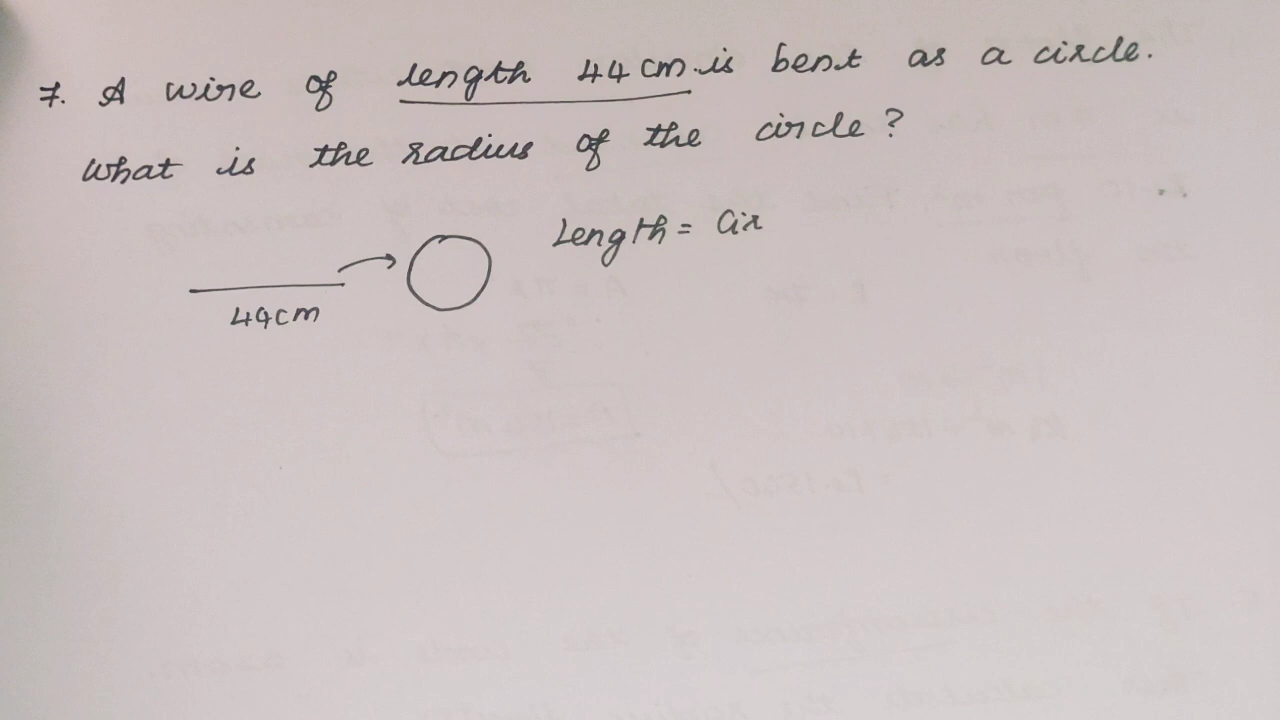 7. A wire of length 44 cm is bent as a circle.
What is the radius of the circle?
Length = Cir
44cm